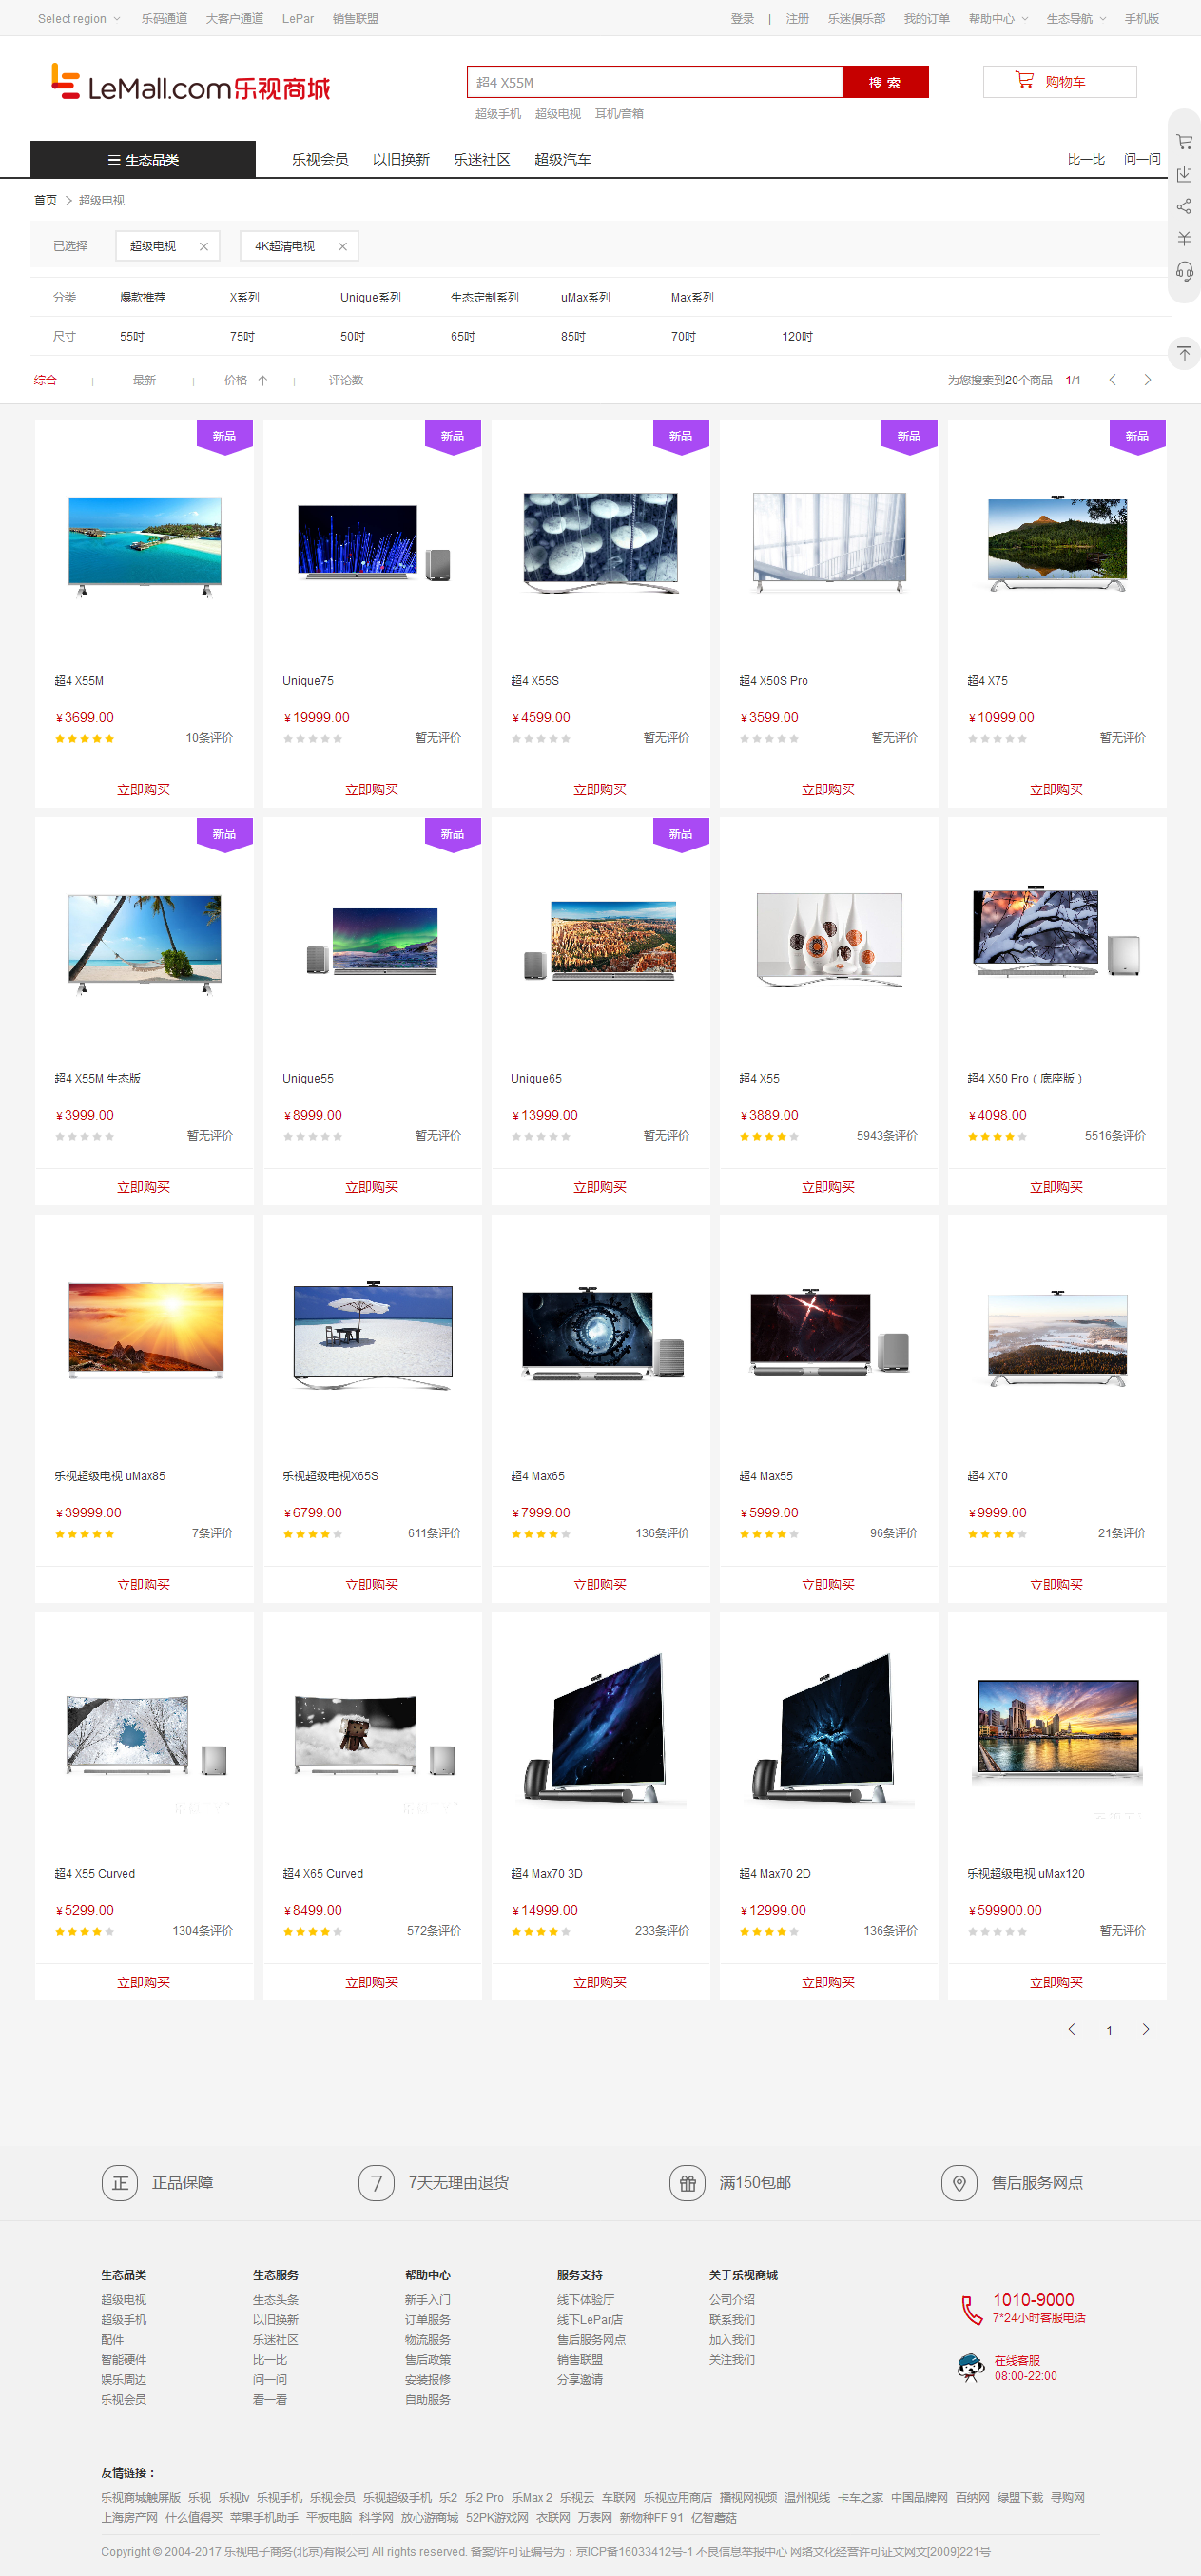 Select region 乐码通道 大客户通道 LePar 销售联盟 登录 | 注册 乐迷俱乐部 我的订单 帮助中心 生态导航 手机版
LeMall.com乐视商城
超4 X55M 搜 索 购物车
超级手机 超级电视 耳机/音箱
生态品类 乐视会员 以旧换新 乐迷社区 超级汽车 比一比 问一问
首页 超级电视
已选择 超级电视 4K超清电视
分类 爆款推荐 X系列 Unique系列 生态定制系列 uMax系列 Max系列
尺寸 55吋 75吋 50吋 65吋 85吋 70吋 120吋
综合 | 最新 | 价格 | 评论数 为您搜索到20个商品 1/1
新品 新品 新品 新品 新品
超4 X55M Unique75 超4 X55S 超4 X50S Pro 超4 X75
¥3699.00 ¥19999.00 ¥4599.00 ¥3599.00 ¥10999.00
10条评价 暂无评价 暂无评价 暂无评价 暂无评价
立即购买 立即购买 立即购买 立即购买 立即购买
新品 新品 新品
超4 X55M 生态版 Unique55 Unique65 超4 X55 超4 X50 Pro（底座版）
¥3999.00 ¥8999.00 ¥13999.00 ¥3889.00 ¥4098.00
暂无评价 暂无评价 暂无评价 5943条评价 5516条评价
立即购买 立即购买 立即购买 立即购买 立即购买
乐视超级电视 uMax85 乐视超级电视X65S 超4 Max65 超4 Max55 超4 X70
¥39999.00 ¥6799.00 ¥7999.00 ¥5999.00 ¥9999.00
7条评价 611条评价 136条评价 96条评价 21条评价
立即购买 立即购买 立即购买 立即购买 立即购买
超4 X55 Curved 超4 X65 Curved 超4 Max70 3D 超4 Max70 2D 乐视超级电视 uMax120
¥5299.00 ¥8499.00 ¥14999.00 ¥12999.00 ¥599900.00
1304条评价 572条评价 233条评价 136条评价 暂无评价
立即购买 立即购买 立即购买 立即购买 立即购买
1
正 正品保障 7 7天无理由退货 满150包邮 售后服务网点
生态品类 生态服务 帮助中心 服务支持 关于乐视商城
超级电视 生态头条 新手入门 线下体验厅 公司介绍 1010-9000
超级手机 以旧换新 订单服务 线下LePar店 联系我们 7*24小时客服电话
配件 乐迷社区 物流服务 售后服务网点 加入我们
智能硬件 比一比 售后政策 销售联盟 关注我们 在线客服
娱乐周边 问一问 安装报修 分享邀请 08:00-22:00
乐视会员 看一看 自助服务
友情链接：
乐视商城触屏版 乐视 乐视tv 乐视手机 乐视会员 乐视超级手机 乐2 乐2 Pro 乐Max 2 乐视云 车联网 乐视应用商店 播视网视频 温州视线 卡车之家 中国品牌网 百纳网 绿盟下载 寻购网
上海房产网 什么值得买 苹果手机助手 平板电脑 科学网 放心游商城 52PK游戏网 衣联网 万表网 新物种FF 91 亿智蘑菇
Copyright © 2004-2017 乐视电子商务(北京)有限公司 All rights reserved. 备案/许可证编号为：京ICP备16033412号-1 不良信息举报中心 网络文化经营许可证文网文[2009]221号